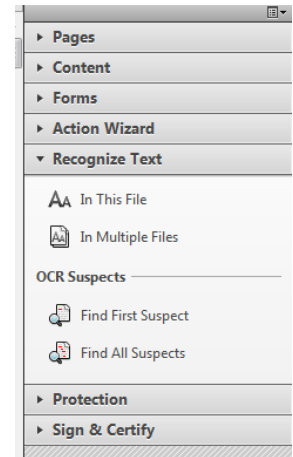 Pages
Content
Forms
Action Wizard
Recognize Text
In This File
In Multiple Files
OCR Suspects
Find First Suspect
Find All Suspects
Protection
Sign & Certify